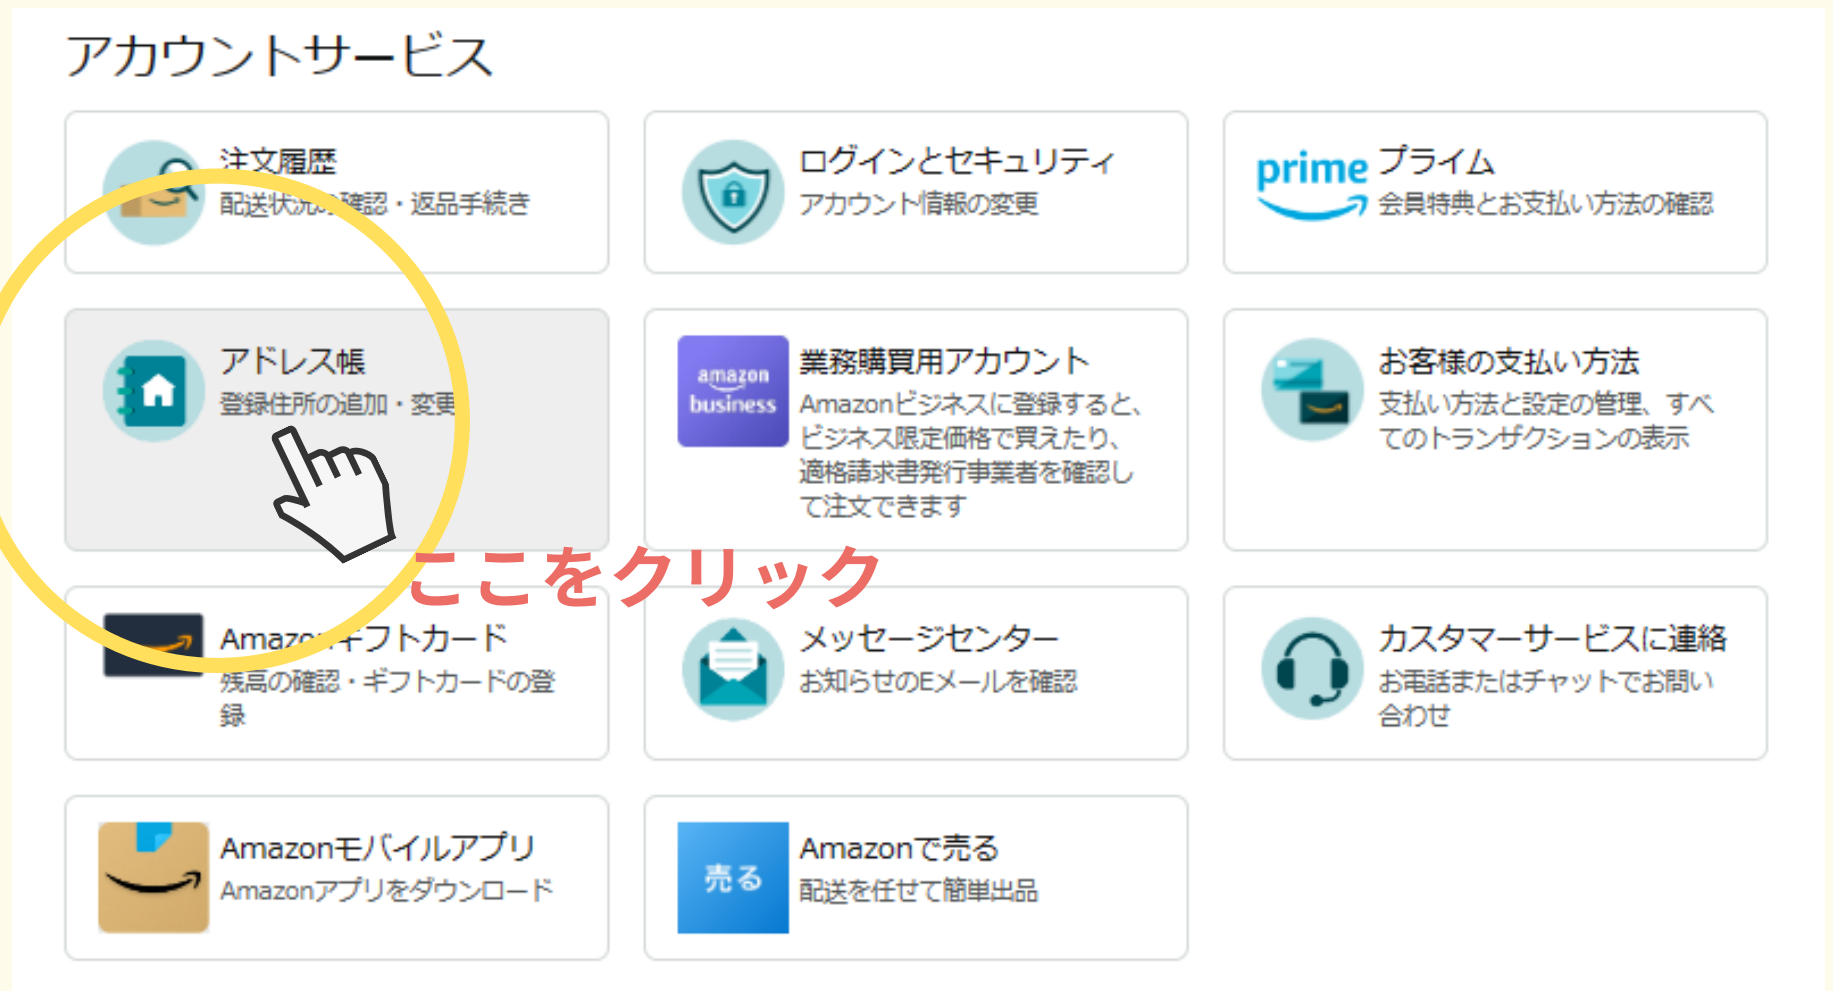 アカウントサービス
注文履歴
配送状況の確認・返品手続き
ログインとセキュリティ
アカウント情報の変更
prime
プライム
会員特典とお支払い方法の確認
アドレス帳
登録住所の追加・変更
amazon
business
業務購買用アカウント
Amazonビジネスに登録すると、
ビジネス限定価格で買えたり、
適格請求書発行事業者を確認し
て注文できます
お客様の支払い方法
支払い方法と設定の管理、すべ
てのトランザクションの表示
ここをクリック
Amazonギフトカード
残高の確認・ギフトカードの登
録
メッセージセンター
お知らせのEメールを確認
カスタマーサービスに連絡
お電話またはチャットでお問い
合わせ
Amazonモバイルアプリ
Amazonアプリをダウンロード
売る
Amazonで売る
配送を任せて簡単出品